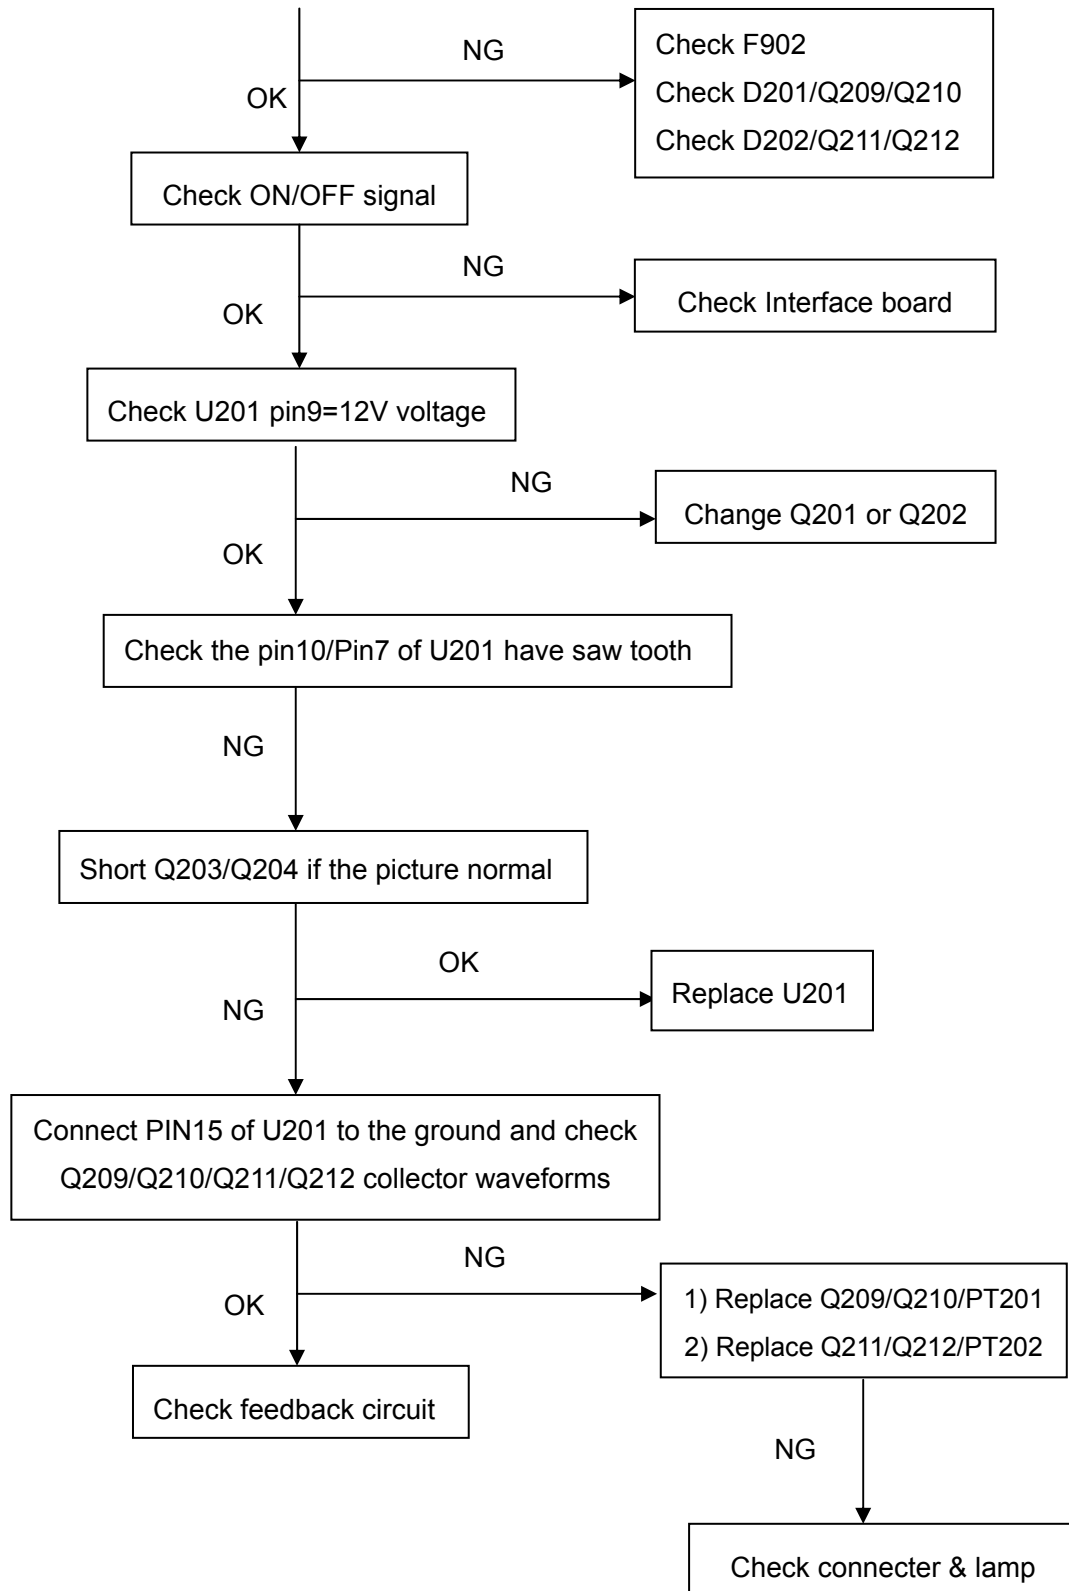 NG
Check F902
Check D201/Q209/Q210
OK
Check D202/Q211/Q212
Check ON/OFF signal
NG
Check Interface board
OK
Check U201 pin9=12V voltage
NG
Change Q201 or Q202
OK
Check the pin10/Pin7 of U201 have saw tooth
NG
Short Q203/Q204 if the picture normal
OK
Replace U201
NG
Connect PIN15 of U201 to the ground and check
Q209/Q210/Q211/Q212 collector waveforms
NG
1) Replace Q209/Q210/PT201
OK
2) Replace Q211/Q212/PT202
Check feedback circuit
NG
Check connecter & lamp